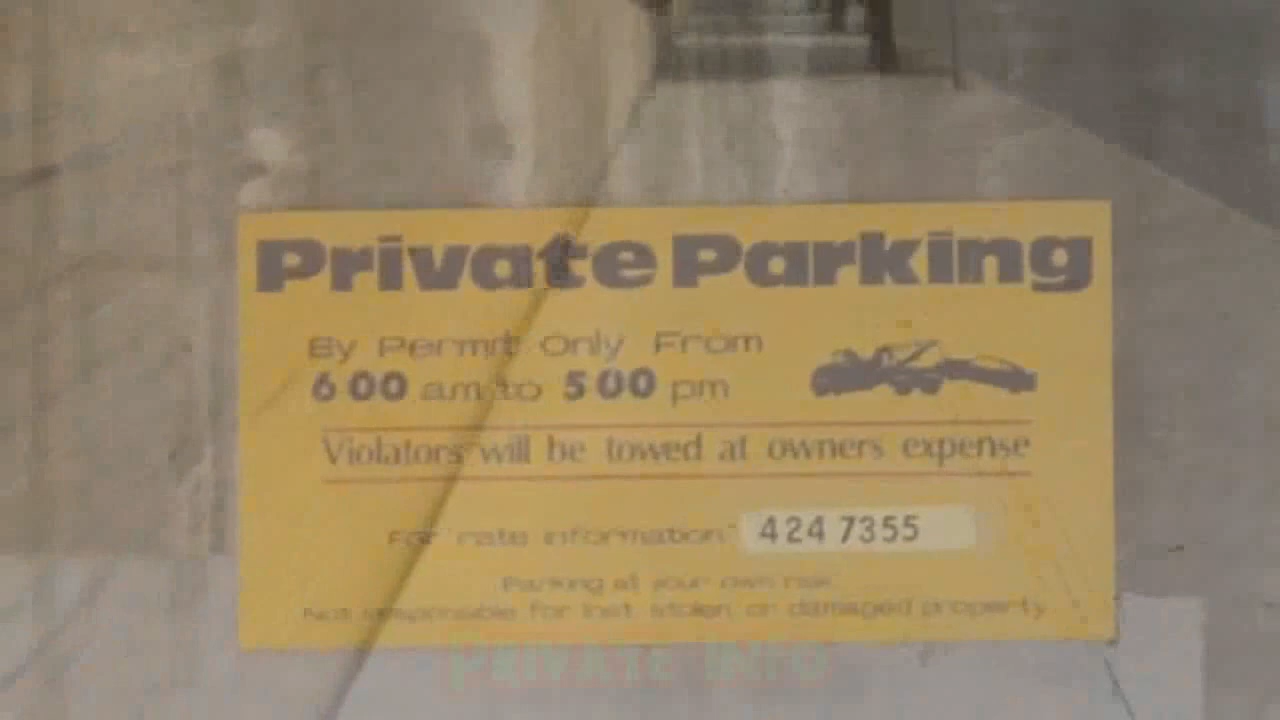 Private Parking
By Permit Only From
6 00 am to 5 00 pm
Violators will be towed at owners expense
For rate information 424 7355
Parking at your own risk
Not responsible for lost, stolen, or damaged property
PRIVATE INFO